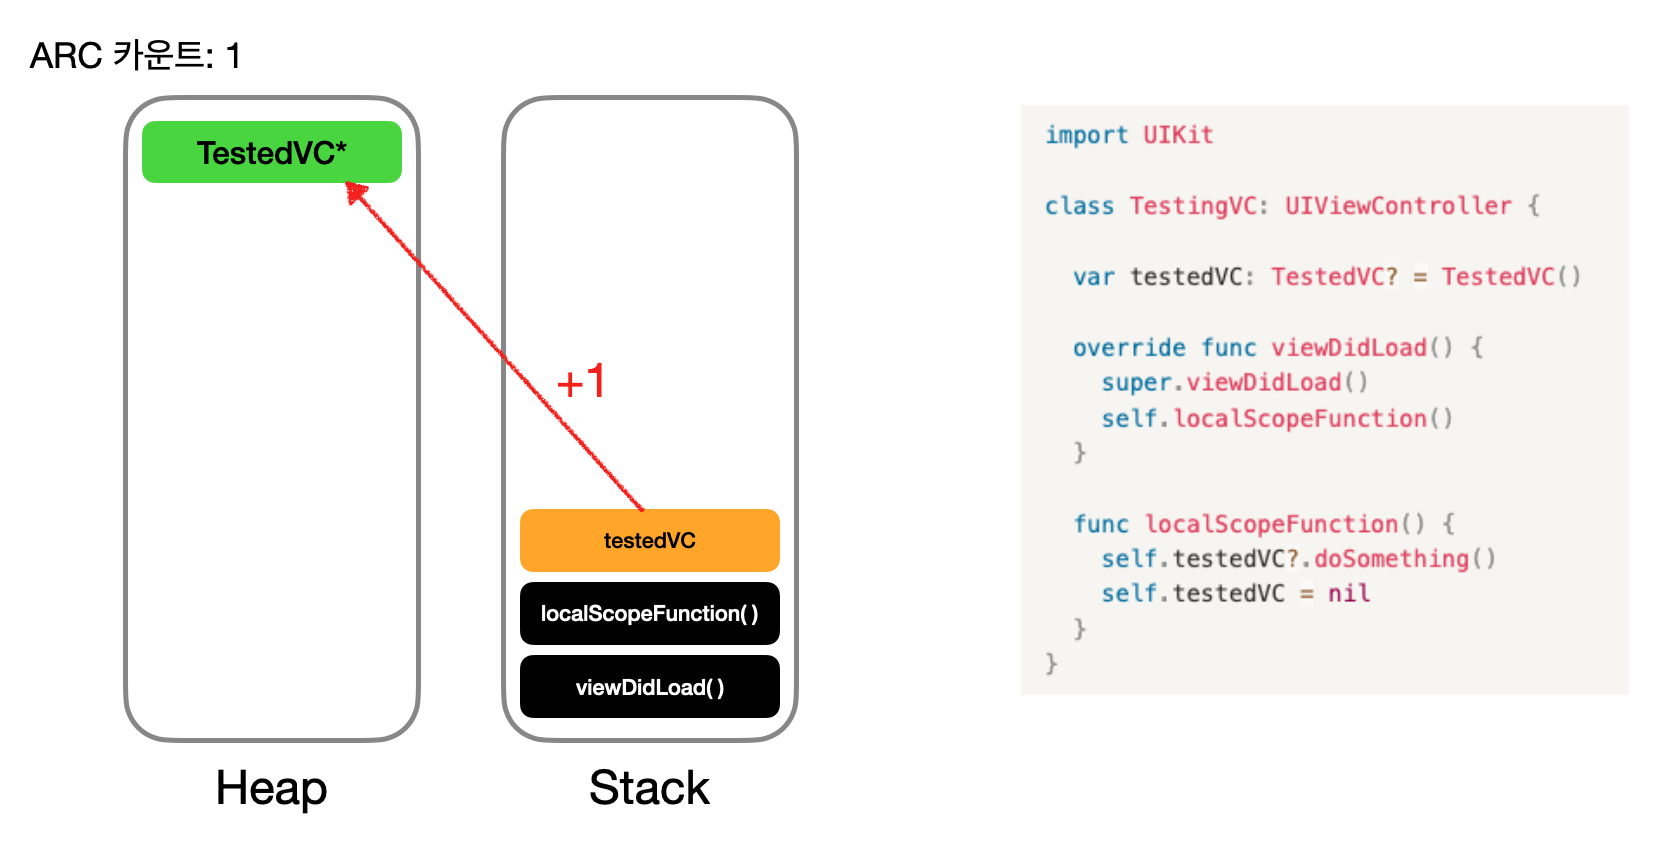 ARC 카운트: 1
TestedVC*
+1
testedVC
localScopeFunction( )
viewDidLoad( )
Heap
Stack
import UIKit
class TestingVC: UIViewController {
var testedVC: TestedVC? = TestedVC()
override func viewDidLoad() {
super.viewDidLoad()
self.localScopeFunction()
}
func localScopeFunction() {
self.testedVC?.doSomething()
self.testedVC = nil
}
}